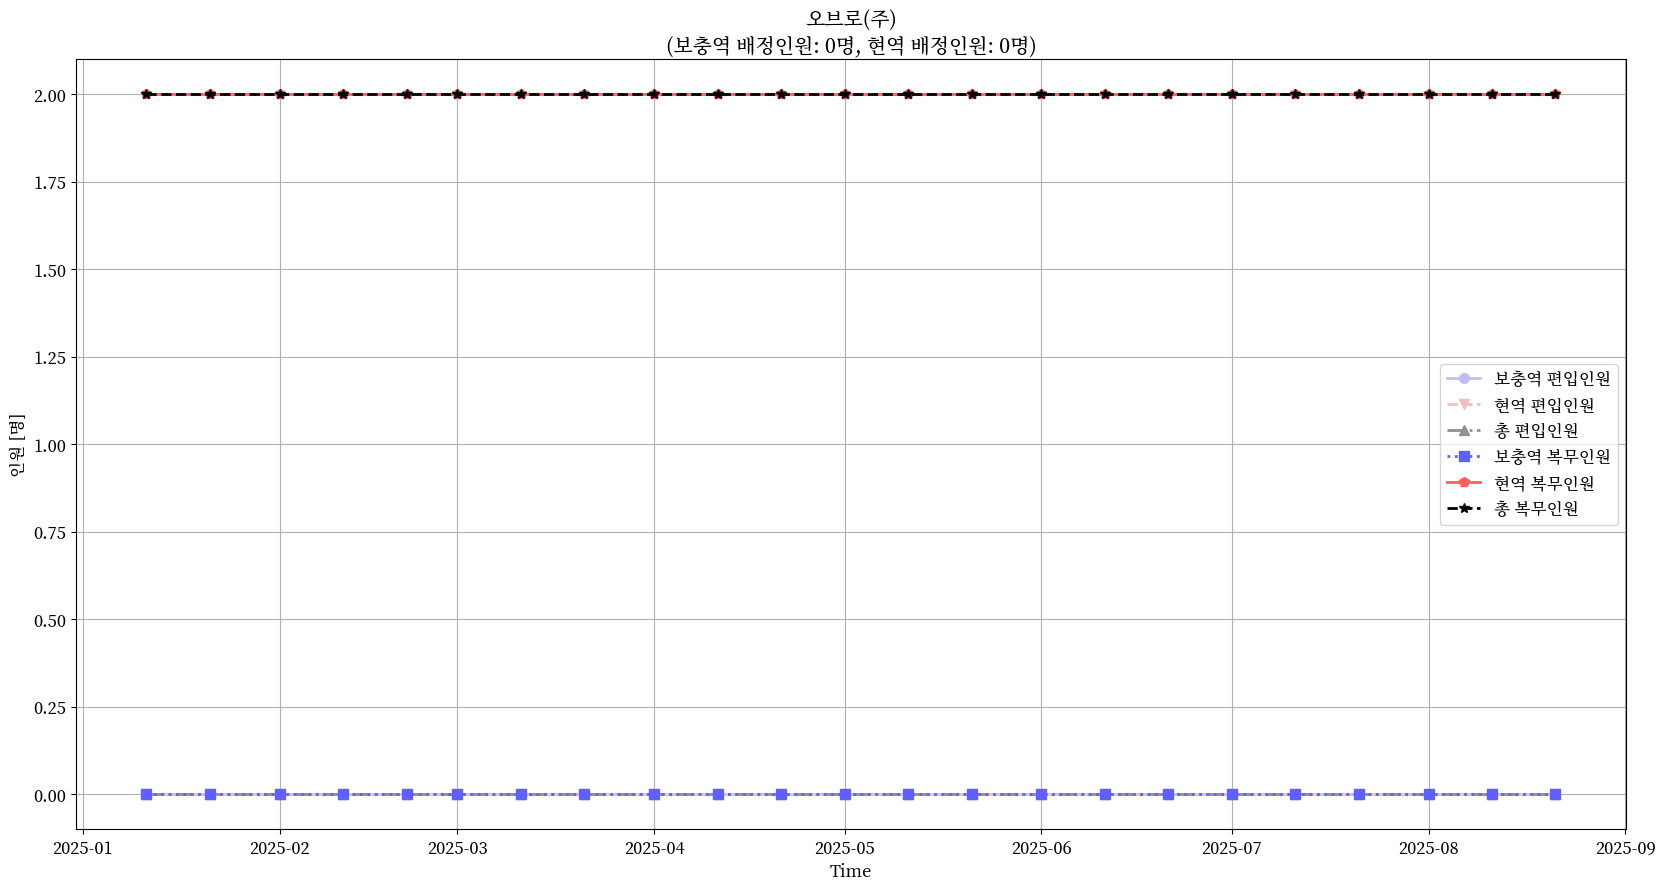 오브로(주)
(보충역 배정인원: 0명, 현역 배정인원: 0명)
인원 [명]
2.00
1.75
1.50
1.25
1.00
0.75
0.50
0.25
0.00
보충역 편입인원
현역 편입인원
총 편입인원
보충역 복무인원
현역 복무인원
총 복무인원
2025-01 2025-02 2025-03 2025-04 2025-05 2025-06 2025-07 2025-08 2025-09
Time